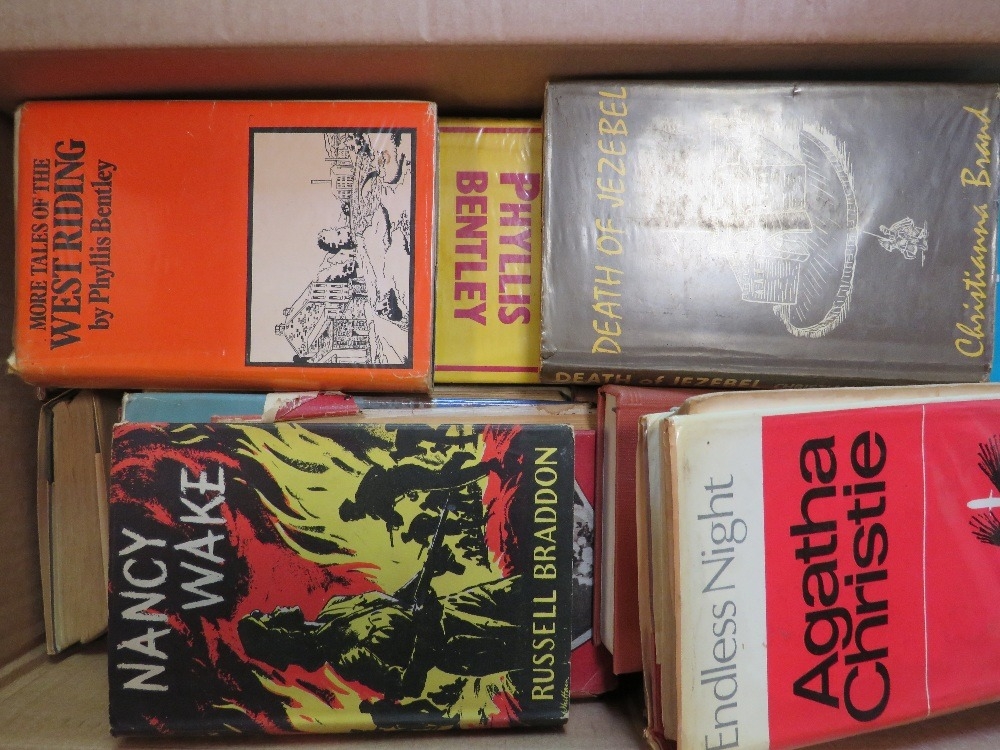 MORE TALES OF THE
WEST RIDING
by Phyllis Bentley
PHYLLIS
BENTLEY
DEATH OF JEZEBEL
Christianna Brand
DEATH OF JEZEBEL
NANCY
WAKE
RUSSELL BRADDON
Endless Night
Agatha
Christie